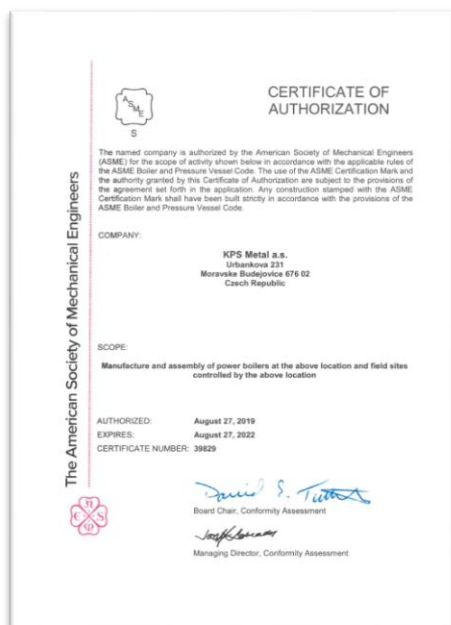 ASME
S
CERTIFICATE OF
AUTHORIZATION
The named company is authorized by the American Society of Mechanical Engineers
(ASME) for the scope of activity shown below in accordance with the applicable rules of
the ASME Boiler and Pressure Vessel Code. The use of the ASME Certification Mark and
the authority granted by this Certificate of Authorization are subject to the provisions of
the agreement set forth in the application. Any construction stamped with the ASME
Certification Mark shall have been built strictly in accordance with the provisions of the
ASME Boiler and Pressure Vessel Code.
COMPANY:
KPS Metal a.s.
Urbankova 231
Moravske Budejovice 676 02
Czech Republic
SCOPE:
Manufacture and assembly of power boilers at the above location and field sites
controlled by the above location
AUTHORIZED: August 27, 2019
EXPIRES: August 27, 2022
CERTIFICATE NUMBER: 39829
Board Chair, Conformity Assessment
Managing Director, Conformity Assessment
The American Society of Mechanical Engineers